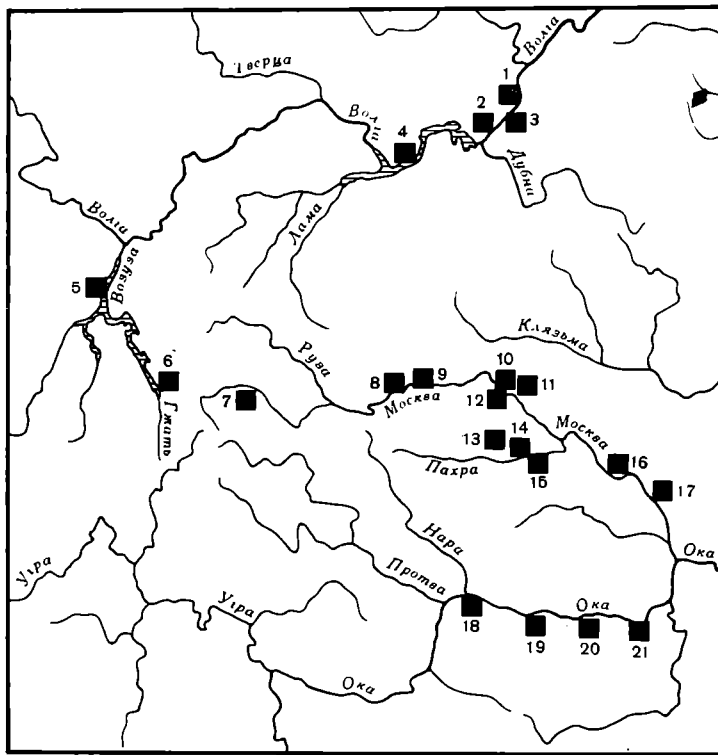 Тверца
Волга
Волга
1
2
3
4
Дубна
Лама
Волга
Вазуза
5
Клязьма
Руза
6
10
8
9
11
7
Москва
12
Гжать
13
14
Москва
Пахра
15
16
17
Нара
Ока
Угра
Протва
Угра
Ока
18
19
20
21
Ока